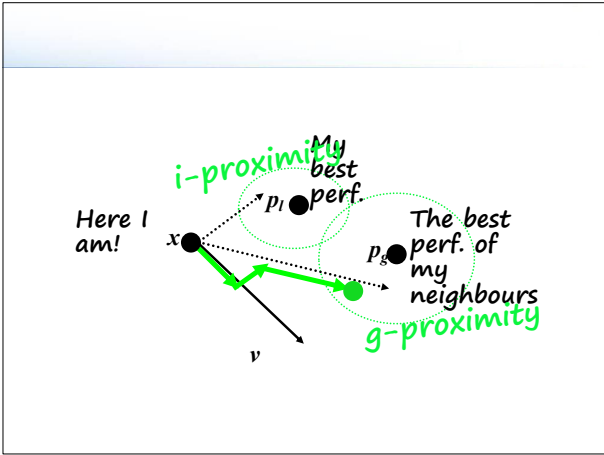 i-proximity
My
best
perf.
p_l
Here I
am!
x
The best
perf. of
my
neighbours
p_g
g-proximity
v